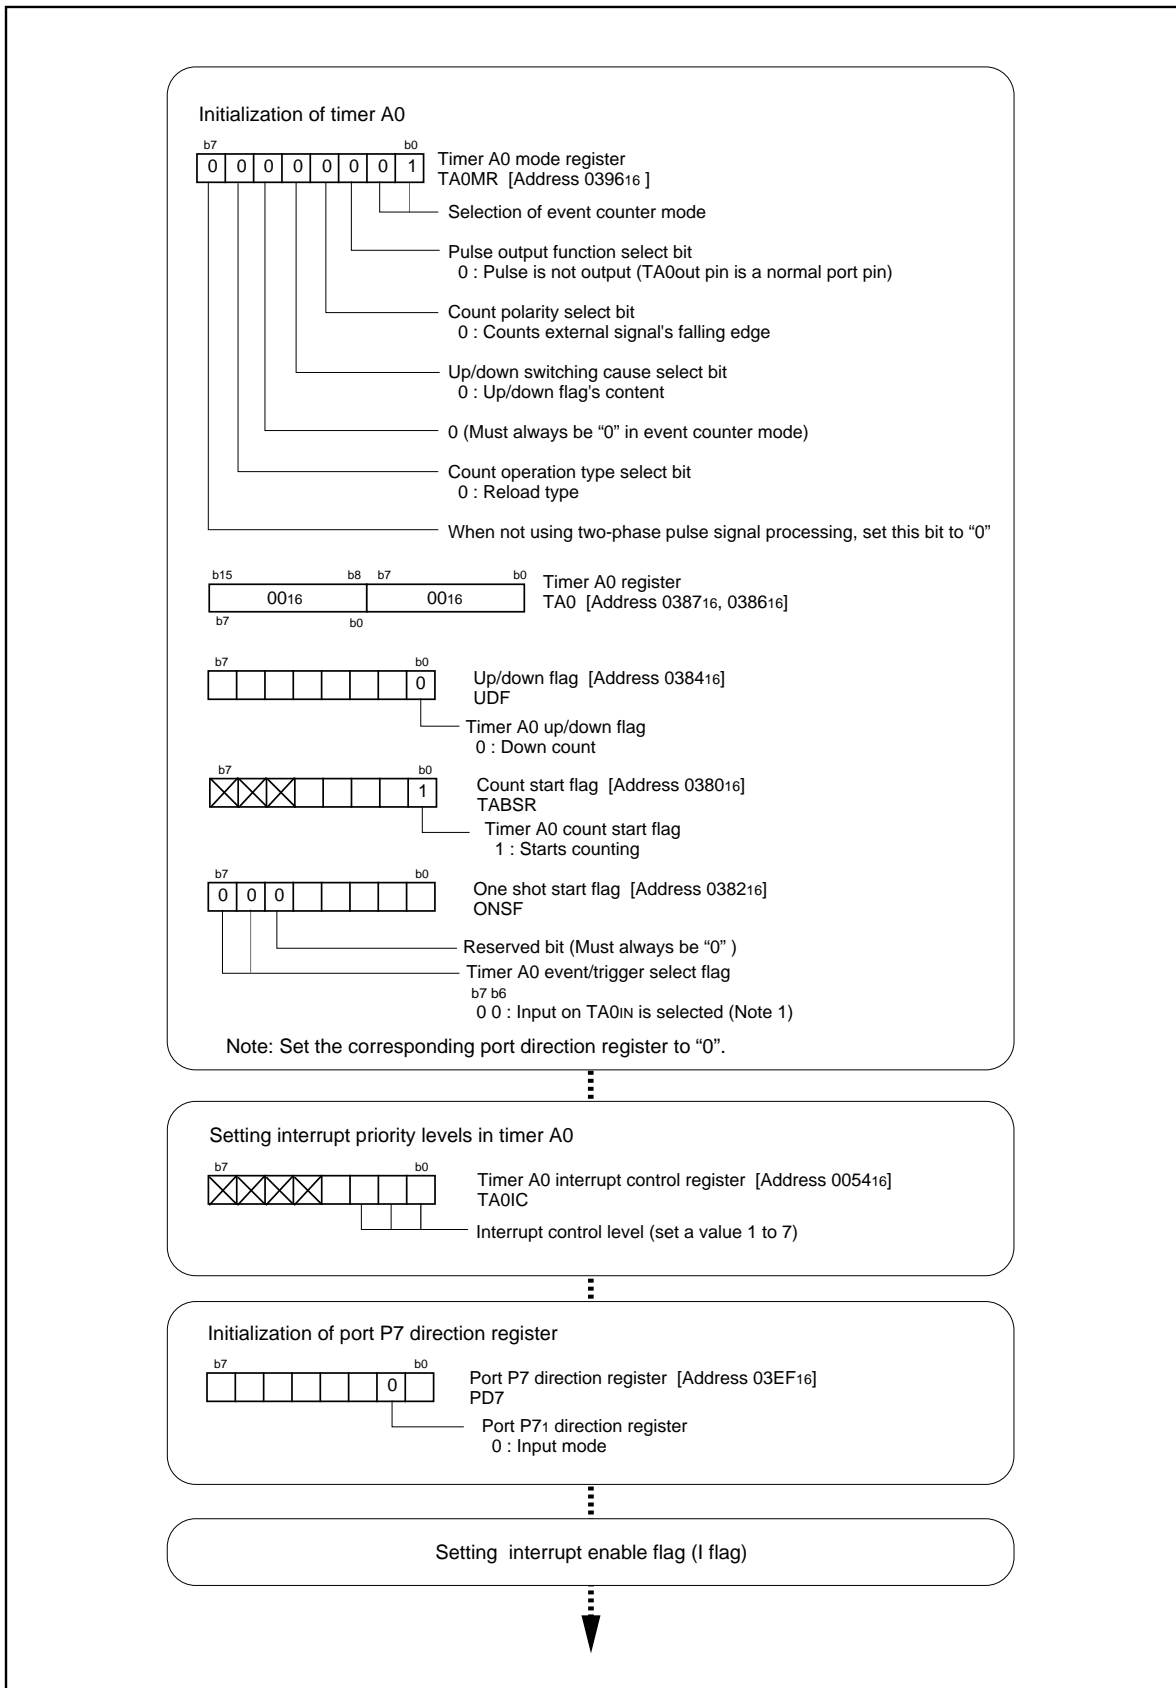 Initialization of timer A0
b7 b0
0 0 0 0 0 0 0 1
Timer A0 mode register
TA0MR [Address 039616 ]
Selection of event counter mode
Pulse output function select bit
0 : Pulse is not output (TA0out pin is a normal port pin)
Count polarity select bit
0 : Counts external signal's falling edge
Up/down switching cause select bit
0 : Up/down flag's content
0 (Must always be “0” in event counter mode)
Count operation type select bit
0 : Reload type
When not using two-phase pulse signal processing, set this bit to “0”
b15 b8 b7 b0
0016 0016
b7 b0
Timer A0 register
TA0 [Address 038716, 038616]
b7 b0
0
Up/down flag [Address 038416]
UDF
Timer A0 up/down flag
0 : Down count
b7 b0
1
Count start flag [Address 038016]
TABSR
Timer A0 count start flag
1 : Starts counting
b7 b0
0 0 0
One shot start flag [Address 038216]
ONSF
Reserved bit (Must always be “0” )
Timer A0 event/trigger select flag
b7 b6
0 0 : Input on TA0IN is selected (Note 1)
Note: Set the corresponding port direction register to “0”.
Setting interrupt priority levels in timer A0
b7 b0
Timer A0 interrupt control register [Address 005416]
TA0IC
Interrupt control level (set a value 1 to 7)
Initialization of port P7 direction register
b7 b0
0
Port P7 direction register [Address 03EF16]
PD7
Port P71 direction register
0 : Input mode
Setting interrupt enable flag (I flag)